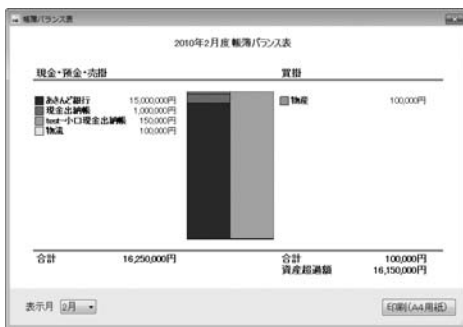 帳簿バランス表
2010年2月度 帳簿バランス表
現金・預金・売掛
買掛
あきんど銀行 15,000,000円
現金出納帳 1,000,000円
test-小口現金出納帳 150,000円
物流 100,000円
物産 100,000円
合計 16,250,000円
合計 100,000円
資産超過額 16,150,000円
表示月 2月
印刷(A4用紙)